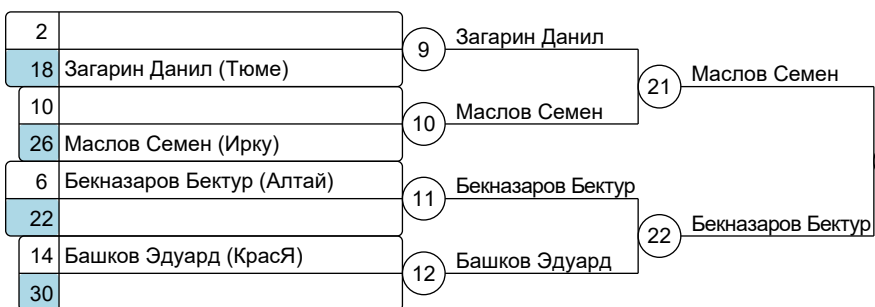 2
18 Загарин Данил (Тюме)
10
26 Маслов Семен (Ирку)
6 Бекназаров Бектур (Алтай)
22
14 Башков Эдуард (КрасЯ)
30
9 Загарин Данил
10 Маслов Семен
11 Бекназаров Бектур
12 Башков Эдуард
21 Маслов Семен
22 Бекназаров Бектур